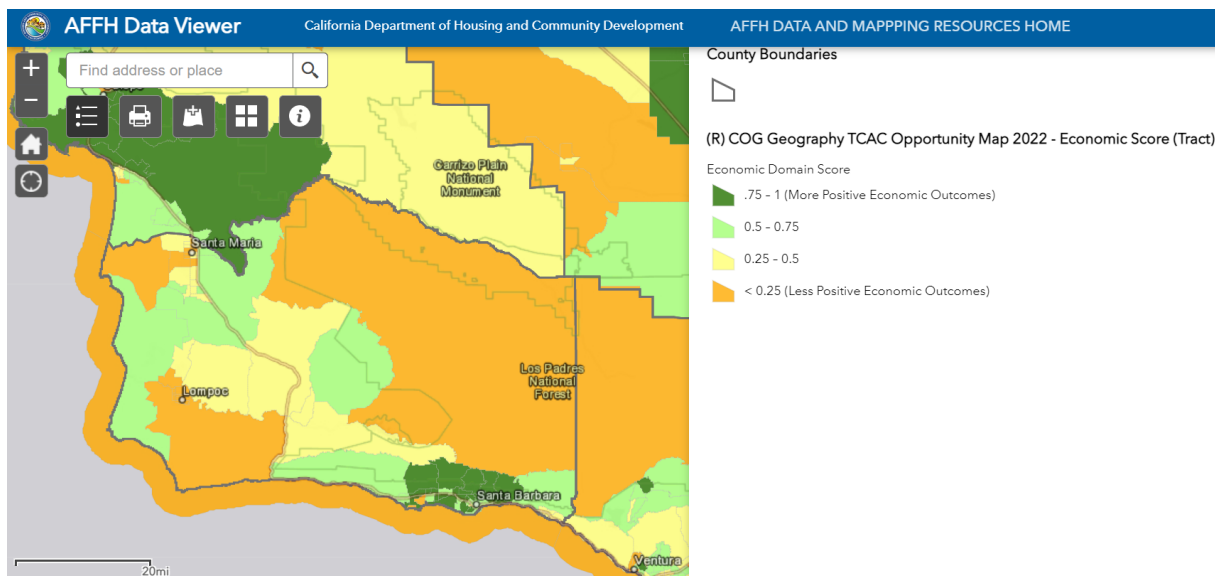 AFFH Data Viewer
California Department of Housing and Community Development
AFFH DATA AND MAPPPING RESOURCES HOME
+
Find address or place
−
County Boundaries
(R) COG Geography TCAC Opportunity Map 2022 - Economic Score (Tract)
Economic Domain Score
.75 - 1 (More Positive Economic Outcomes)
0.5 - 0.75
0.25 - 0.5
< 0.25 (Less Positive Economic Outcomes)
Carrizo Plain
National
Monument
Santa Maria
Los Padres
National
Forest
Lompoc
Santa Barbara
Ventura
20mi